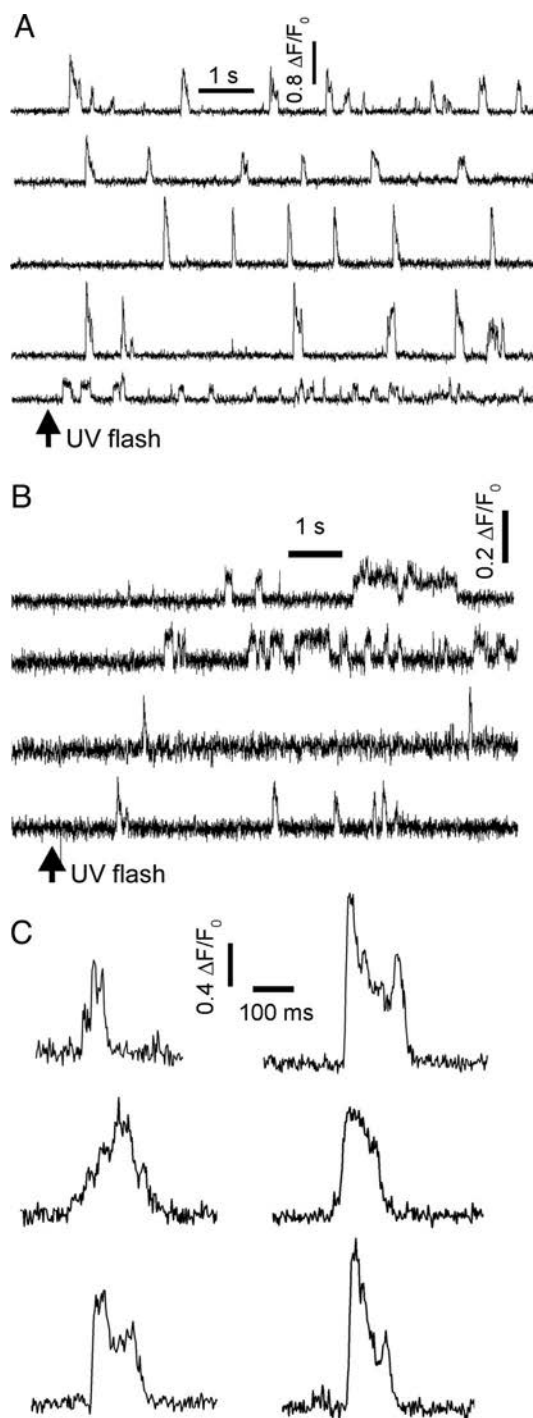 A
1 s
0.8 ΔF/F0
UV flash
B
1 s
0.2 ΔF/F0
UV flash
C
0.4 ΔF/F0
100 ms